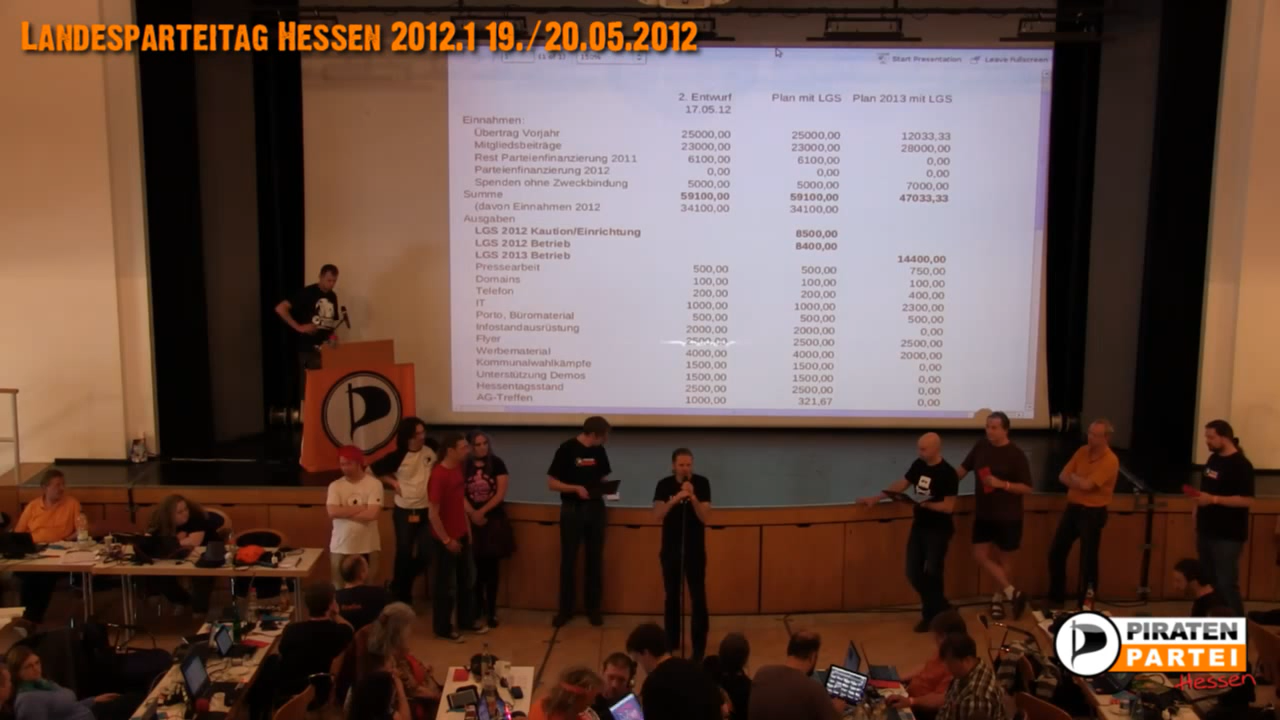 LANDESPARTEITAG HESSEN 2012.1 19./20.05.2012
Start Presentation Leave Fullscreen
2. Entwurf Plan mit LGS Plan 2013 mit LGS
17.05.12
Einnahmen:
Übertrag Vorjahr 25000,00 25000,00 12033,33
Mitgliedsbeiträge 23000,00 23000,00 28000,00
Rest Parteienfinanzierung 2011 6100,00 6100,00 0,00
Parteienfinanzierung 2012 0,00 0,00 0,00
Spenden ohne Zweckbindung 5000,00 5000,00 7000,00
Summe 59100,00 59100,00 47033,33
(davon Einnahmen 2012 34100,00 34100,00
Ausgaben
LGS 2012 Kaution/Einrichtung 8500,00
LGS 2012 Betrieb 8400,00
LGS 2013 Betrieb 14400,00
Pressearbeit 500,00 500,00 750,00
Domains 100,00 100,00 100,00
Telefon 200,00 200,00 400,00
IT 1000,00 1000,00 2300,00
Porto, Büromaterial 500,00 500,00 500,00
Infostandausrüstung 2000,00 2000,00 0,00
Flyer 2500,00 2500,00 2500,00
Werbematerial 4000,00 4000,00 2000,00
Kommunalwahlkämpfe 1500,00 1500,00 0,00
Unterstützung Demos 1500,00 1500,00 0,00
Hessentagsstand 2500,00 2500,00 0,00
AG-Treffen 1000,00 321,67 0,00
PIRATEN
PARTEI
Hessen